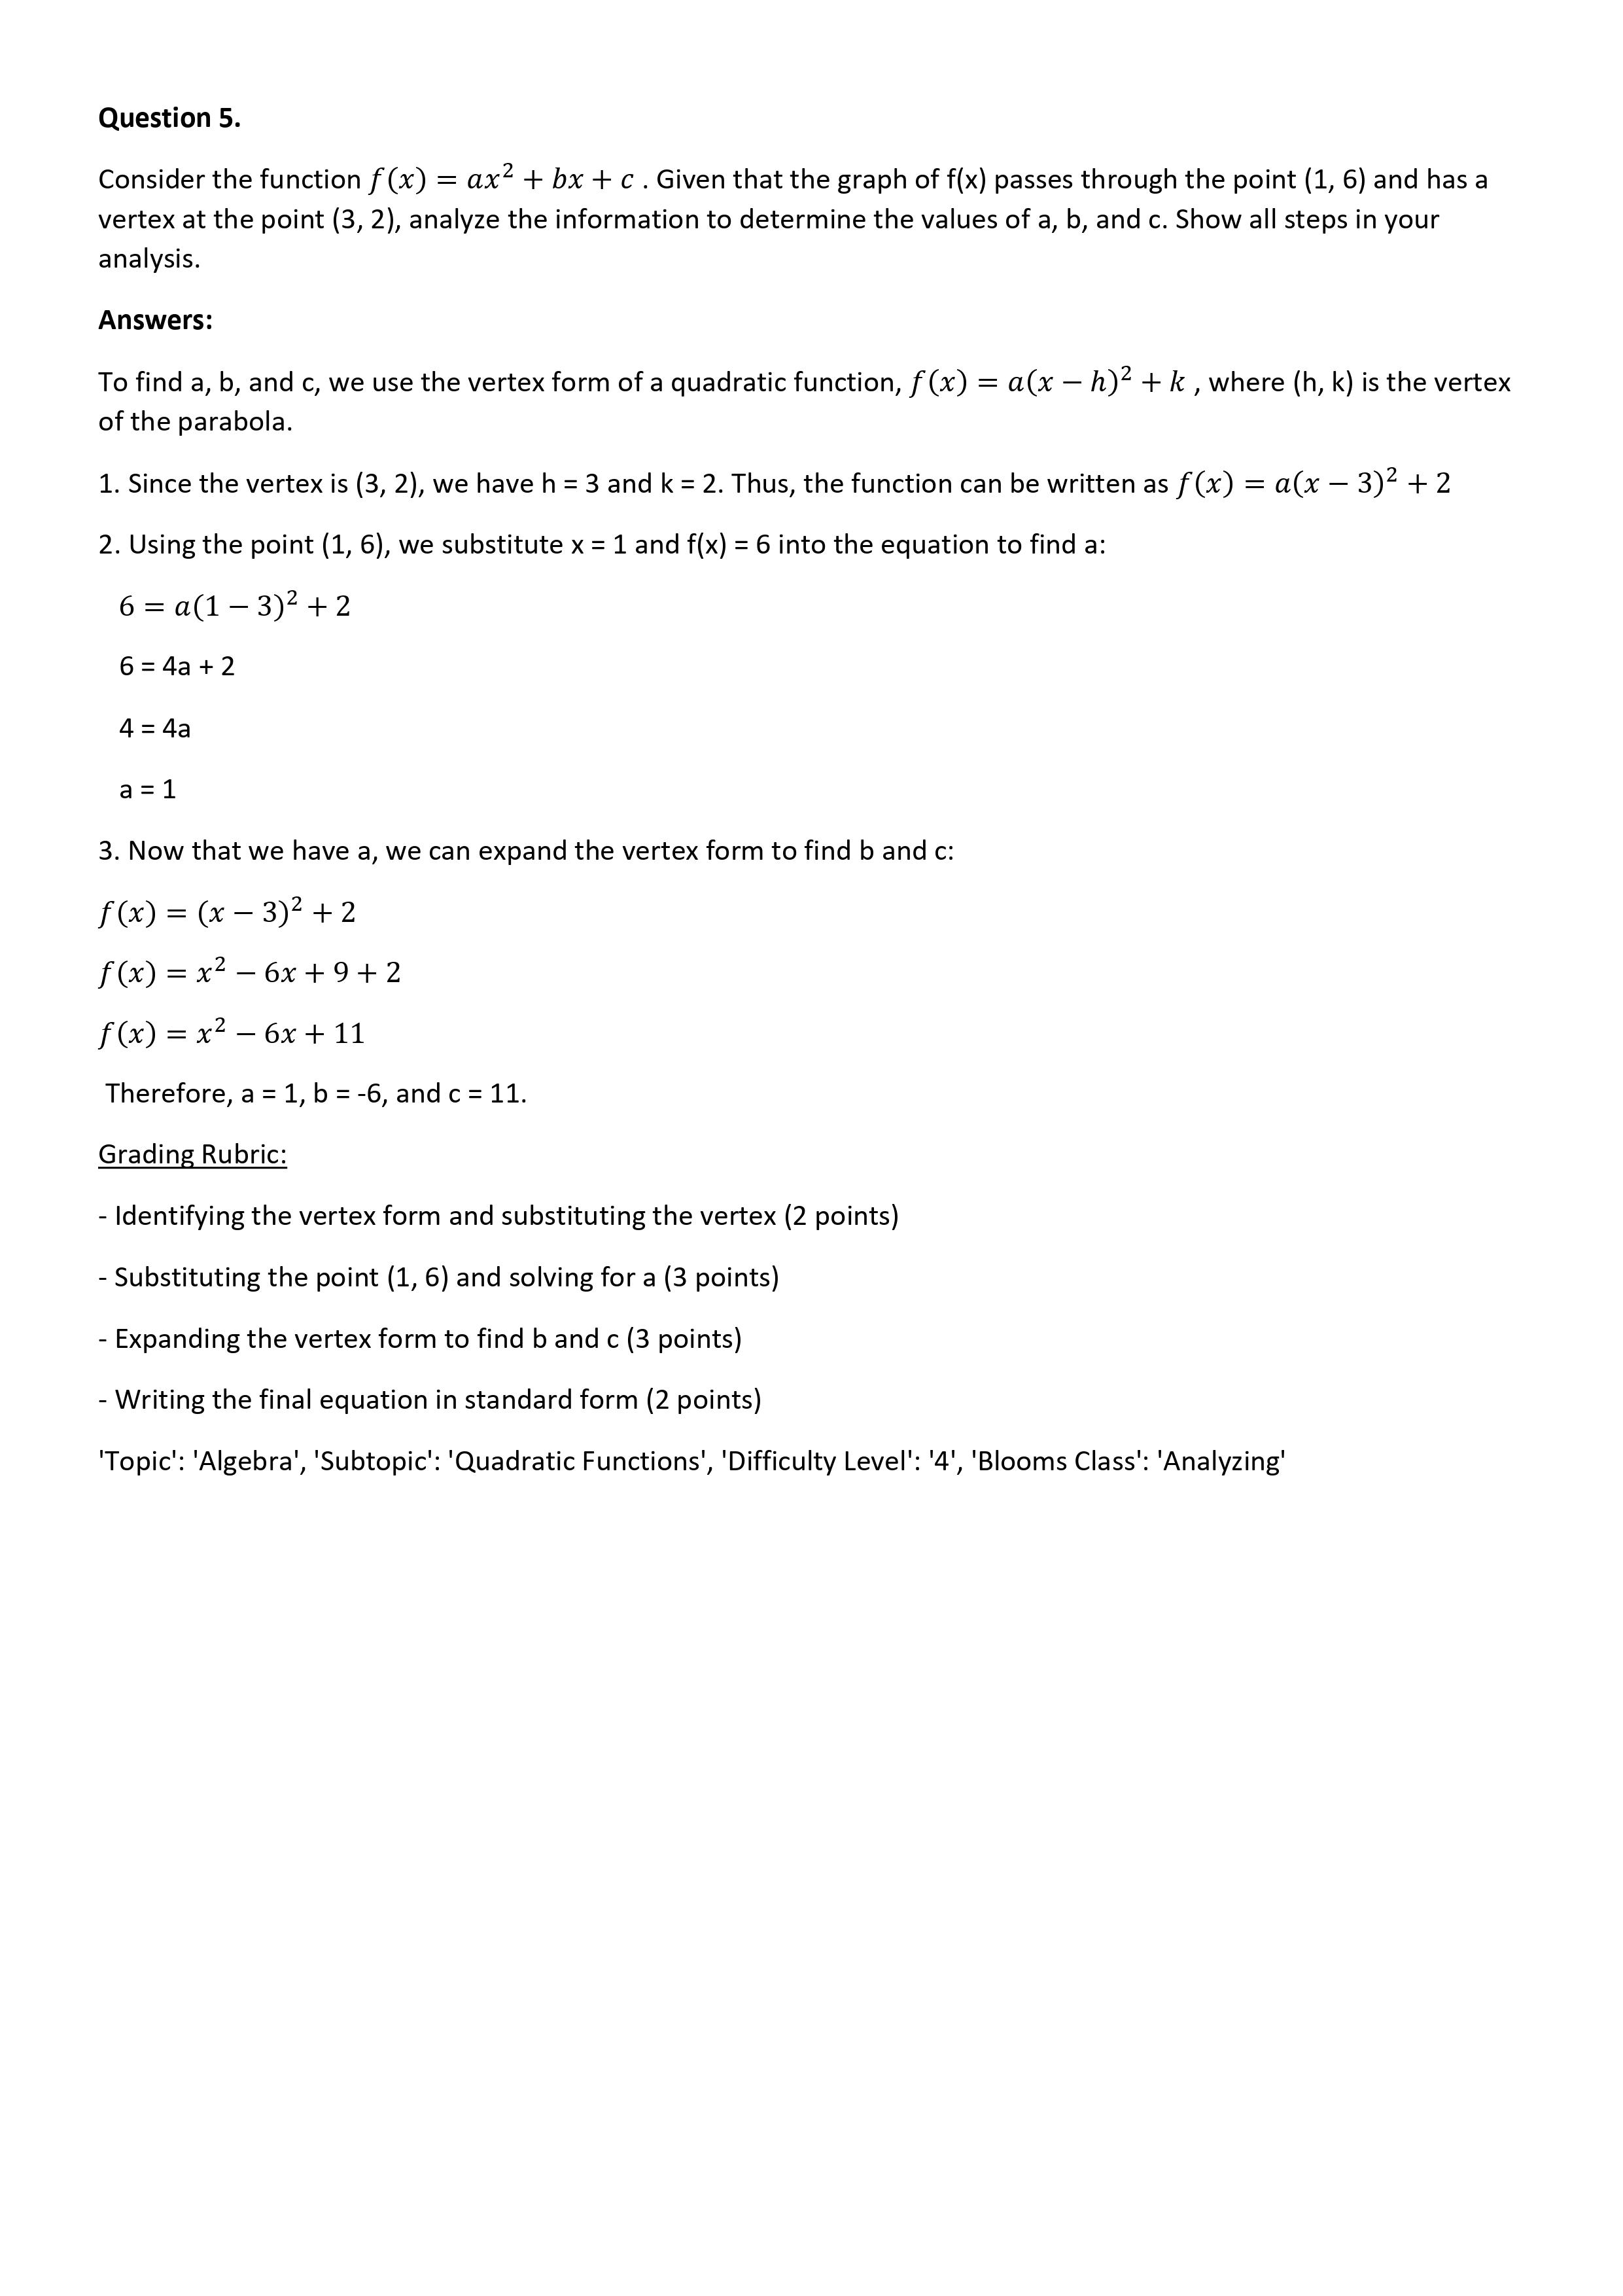 Question 5.
Consider the function f(x) = ax² + bx + c . Given that the graph of f(x) passes through the point (1, 6) and has a
vertex at the point (3, 2), analyze the information to determine the values of a, b, and c. Show all steps in your
analysis.
Answers:
To find a, b, and c, we use the vertex form of a quadratic function, f(x) = a(x − h)² + k , where (h, k) is the vertex
of the parabola.
1. Since the vertex is (3, 2), we have h = 3 and k = 2. Thus, the function can be written as f(x) = a(x − 3)² + 2
2. Using the point (1, 6), we substitute x = 1 and f(x) = 6 into the equation to find a:
6 = a(1 − 3)² + 2
6 = 4a + 2
4 = 4a
a = 1
3. Now that we have a, we can expand the vertex form to find b and c:
f(x) = (x − 3)² + 2
f(x) = x² − 6x + 9 + 2
f(x) = x² − 6x + 11
Therefore, a = 1, b = -6, and c = 11.
Grading Rubric:
- Identifying the vertex form and substituting the vertex (2 points)
- Substituting the point (1, 6) and solving for a (3 points)
- Expanding the vertex form to find b and c (3 points)
- Writing the final equation in standard form (2 points)
'Topic': 'Algebra', 'Subtopic': 'Quadratic Functions', 'Difficulty Level': '4', 'Blooms Class': 'Analyzing'